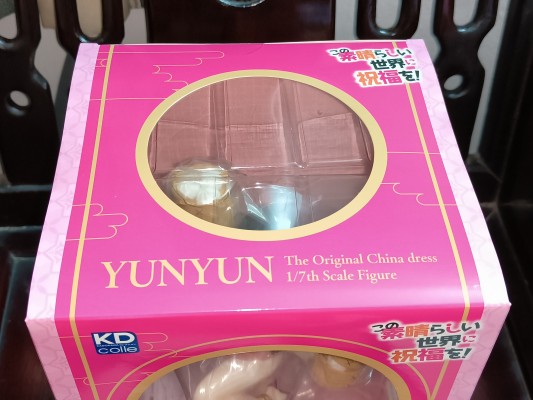 この
素晴らしい
世界に
祝福を!
YUNYUN
The Original China dress
1/7th Scale Figure
KD
colle
この
素晴らしい
世界に
祝福を!